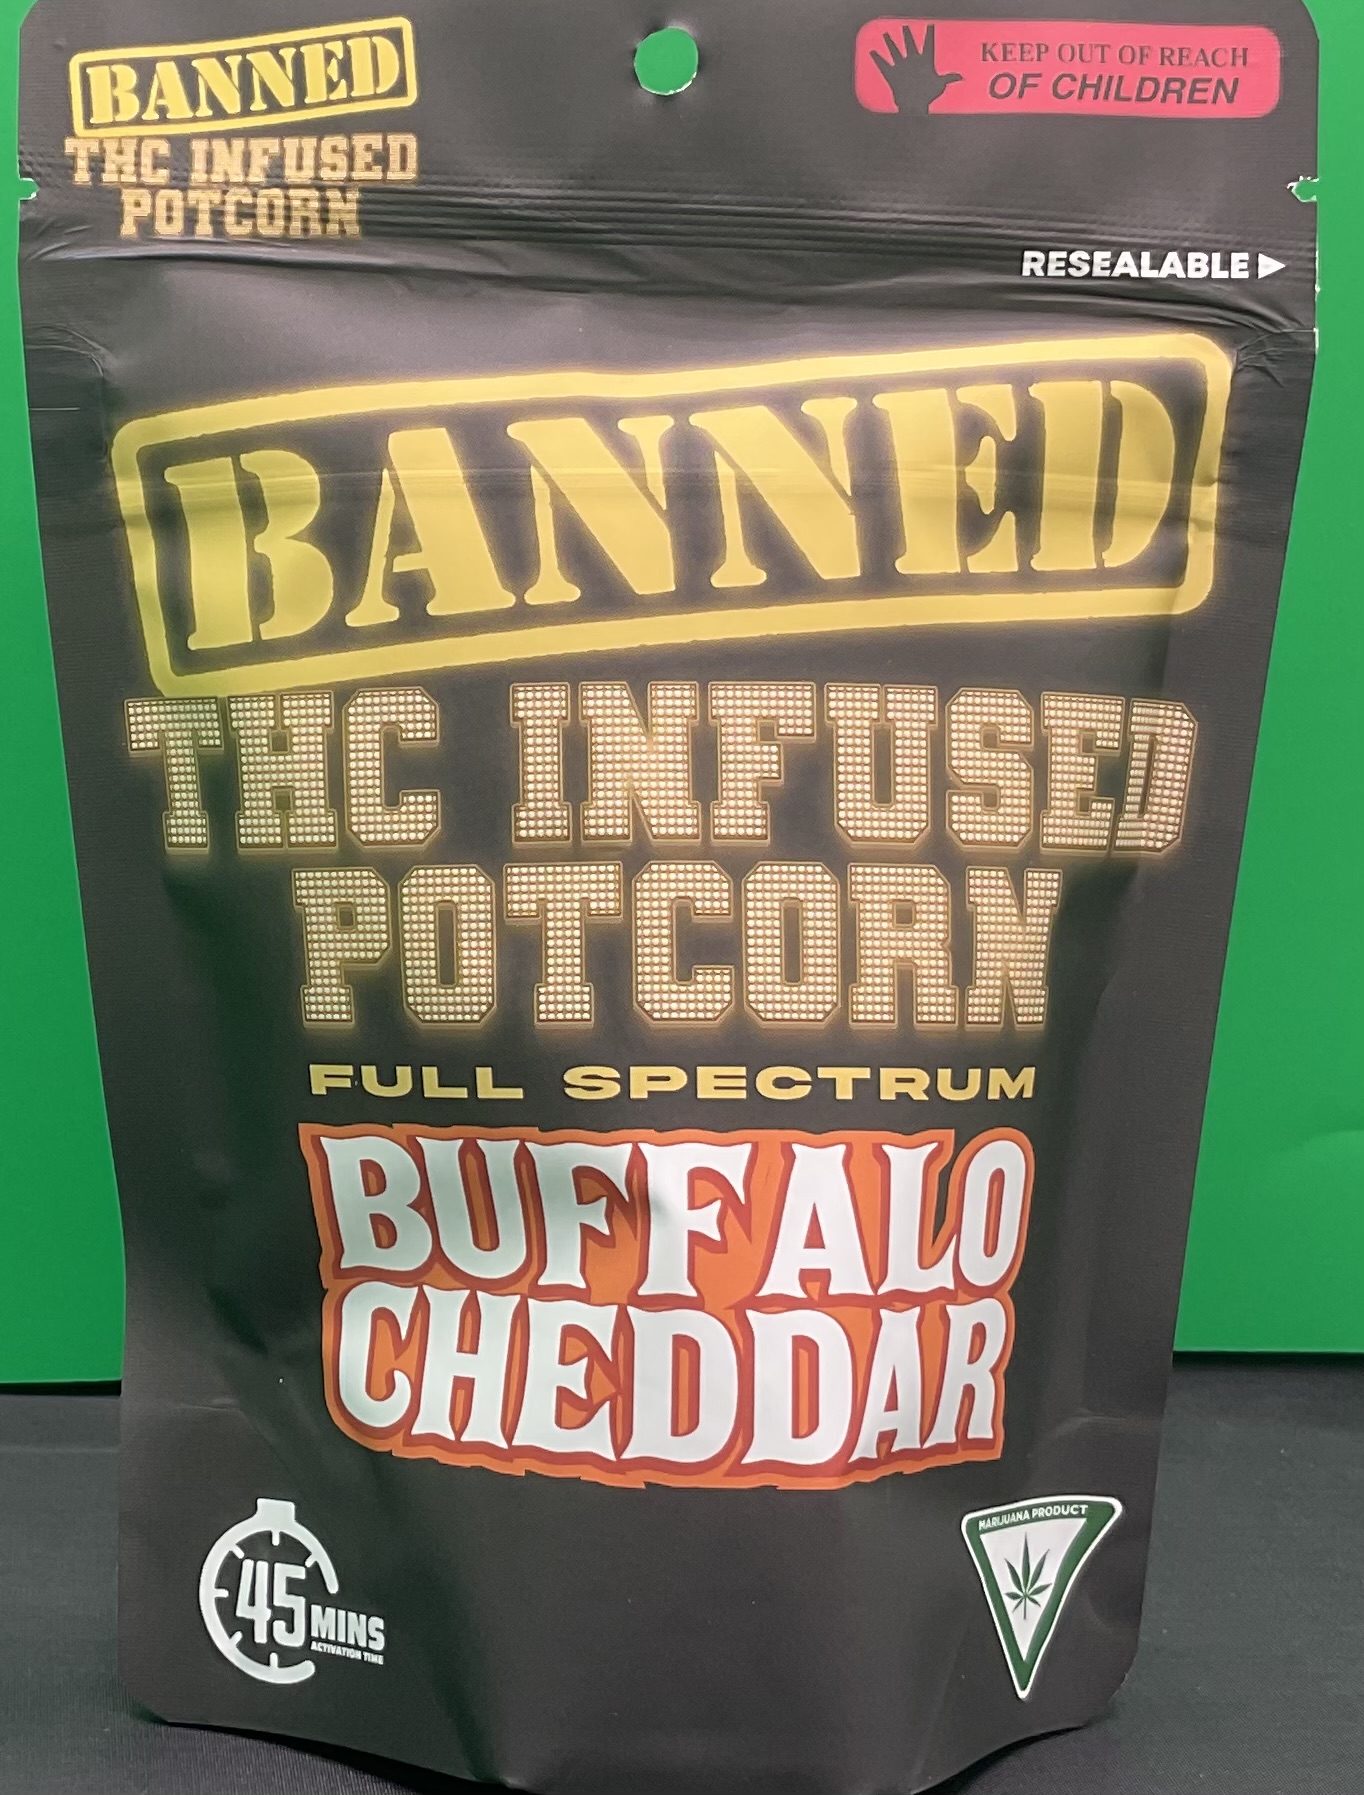 BANNED
THC INFUSED
POTCORN
KEEP OUT OF REACH
OF CHILDREN
RESEALABLE
BANNED
THC INFUSED
POTCORN
FULL SPECTRUM
BUFFALO
CHEDDAR
45 MINS
ACTIVATION TIME
MARIJUANA PRODUCT